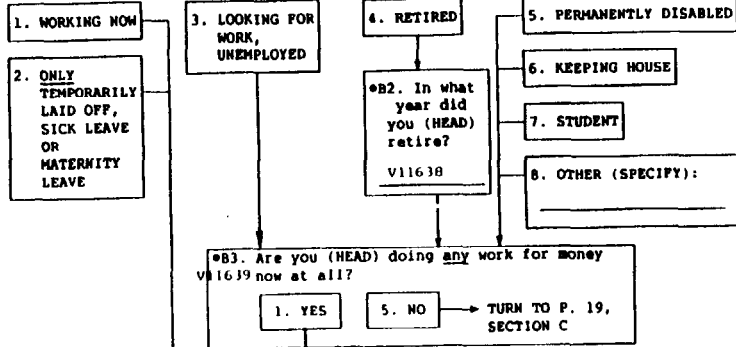 1. WORKING NOW
2. ONLY
TEMPORARILY
LAID OFF,
SICK LEAVE
OR
MATERNITY
LEAVE
3. LOOKING FOR
WORK,
UNEMPLOYED
4. RETIRED
•B2. In what
year did
you (HEAD)
retire?
V11638
5. PERMANENTLY DISABLED
6. KEEPING HOUSE
7. STUDENT
8. OTHER (SPECIFY):
•B3. Are you (HEAD) doing any work for money
V11639 now at all?
1. YES
5. NO
TURN TO P. 19,
SECTION C